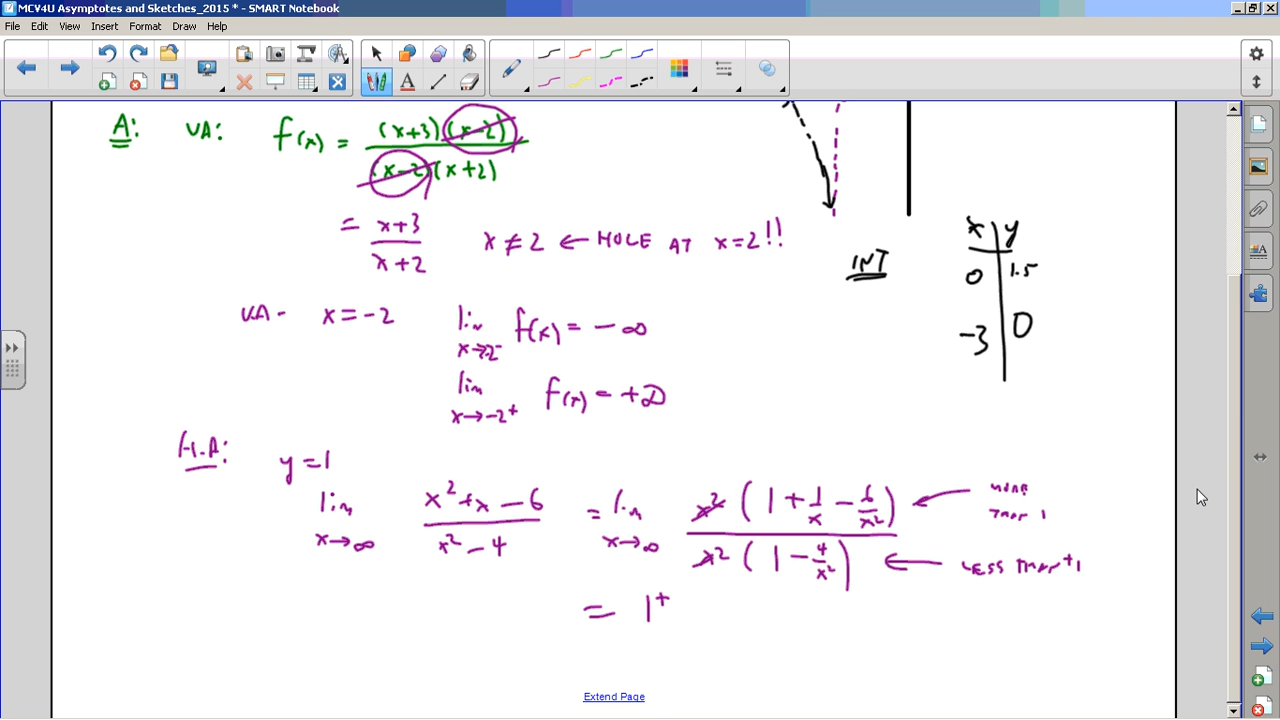 MCV4U Asymptotes and Sketches_2015 * - SMART Notebook
File Edit View Insert Format Draw Help
A: VA: f(x) = (x+3)(x-2) / (x-2)(x+2)
= x+3 / x+2 x ≠ 2 ← HOLE AT x=2!!
V.A - x = -2 lim x→-2⁻ f(x) = -∞
lim x→-2⁺ f(x) = +∞
INT
x | y
0 | 1.5
-3 | 0
H.A: y = 1
lim x→∞ x² + x - 6 / x² - 4 = lim x→∞ x² (1 + 1/x - 6/x²) / x² (1 - 4/x²)
← MORE THAN 1
← LESS THAN +1
= 1⁺
Extend Page